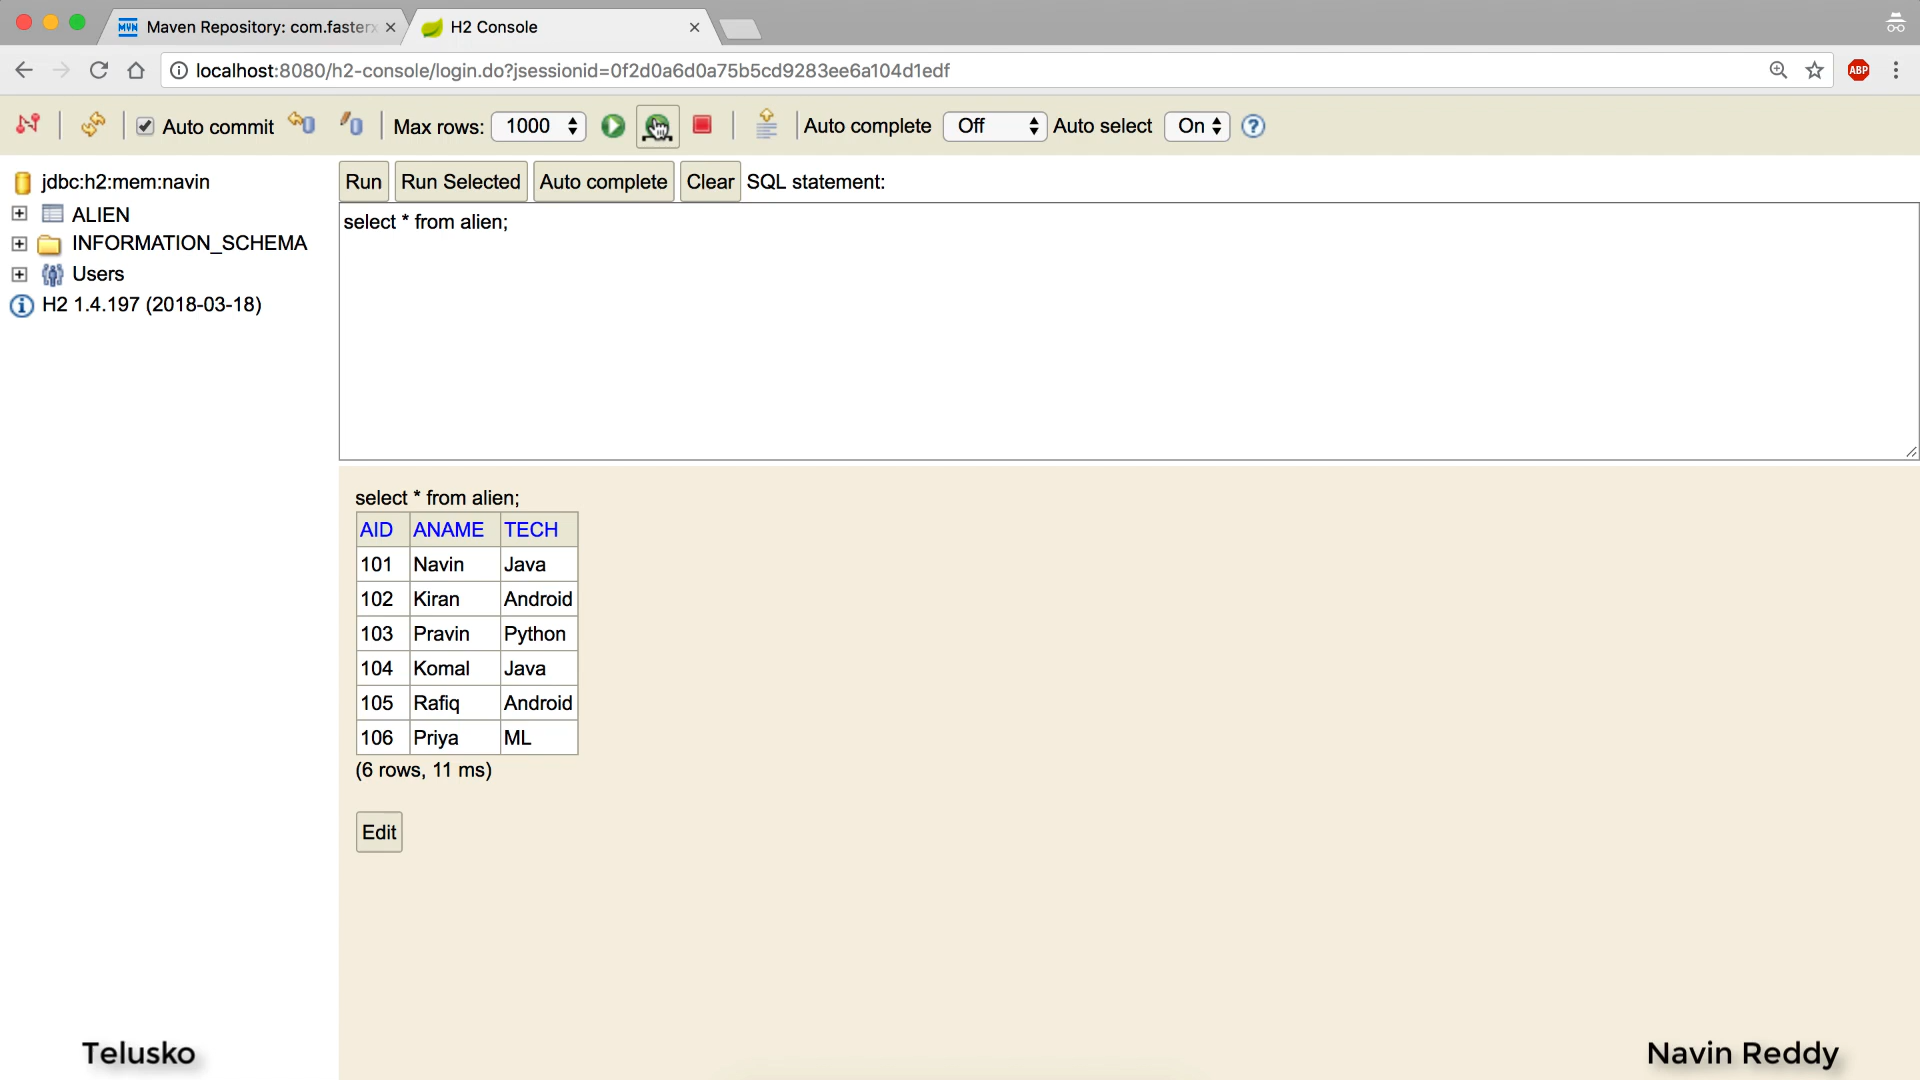 Maven Repository: com.fasterx
H2 Console
localhost:8080/h2-console/login.do?jsessionid=0f2d0a6d0a75b5cd9283ee6a104d1edf
ABP
Auto commit
Max rows: 1000
Auto complete Off
Auto select On
?
jdbc:h2:mem:navin
ALIEN
INFORMATION_SCHEMA
Users
H2 1.4.197 (2018-03-18)
Run Run Selected Auto complete Clear SQL statement:
select * from alien;
select * from alien;
AID ANAME TECH
101 Navin Java
102 Kiran Android
103 Pravin Python
104 Komal Java
105 Rafiq Android
106 Priya ML
(6 rows, 11 ms)
Edit
Telusko
Navin Reddy